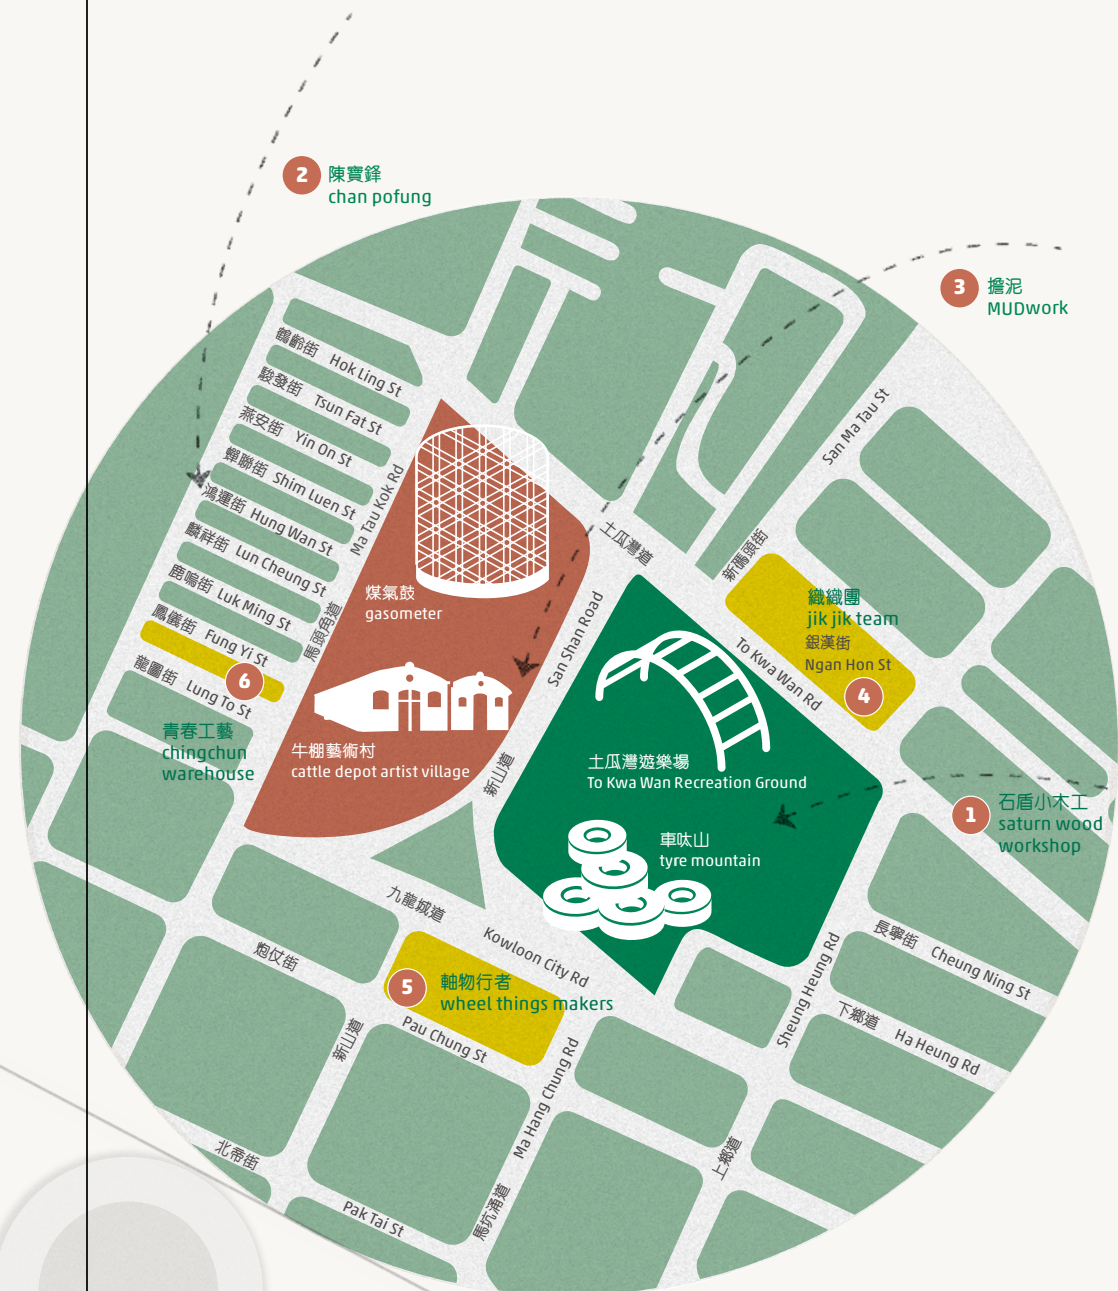 2
陳寶鋒
chan pofung
3
擔泥
MUDwork
鶴齡街 Hok Ling St
駿發街 Tsun Fat St
燕安街 Yin On St
蟬聯街 Shim Luen St
鴻運街 Hung Wan St
麟祥街 Lun Cheung St
鹿鳴街 Luk Ming St
鳳儀街 Fung Yi St
龍圖街 Lung To St
6
青春工藝
chingchun
warehouse
Ma Tau Kok Rd
馬頭角道
煤氣鼓
gasometer
牛棚藝術村
cattle depot artist village
San Shan Road
新山道
土瓜灣道
To Kwa Wan Rd
San Ma Tau St
新碼頭街
織織團
jik jik team
銀漢街
Ngan Hon St
4
土瓜灣遊樂場
To Kwa Wan Recreation Ground
車呔山
tyre mountain
1
石盾小木工
saturn wood
workshop
九龍城道
Kowloon City Rd
5
軸物行者
wheel things makers
炮仗街
Pau Chung St
新山道
北帝街
Pak Tai St
Ma Hang Chung Rd
馬坑涌道
Sheung Heung Rd
上鄉道
長寧街 Cheung Ning St
下鄉道 Ha Heung Rd